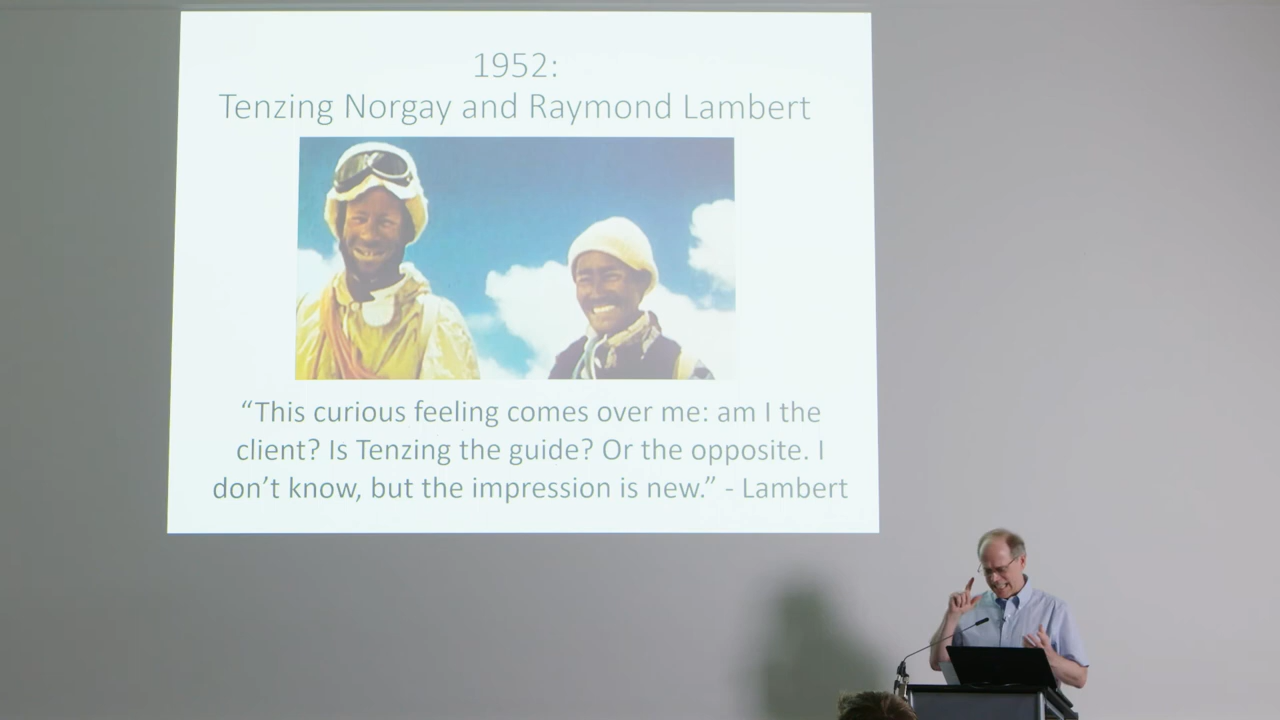 1952:
Tenzing Norgay and Raymond Lambert
“This curious feeling comes over me: am I the
client? Is Tenzing the guide? Or the opposite. I
don’t know, but the impression is new.” - Lambert